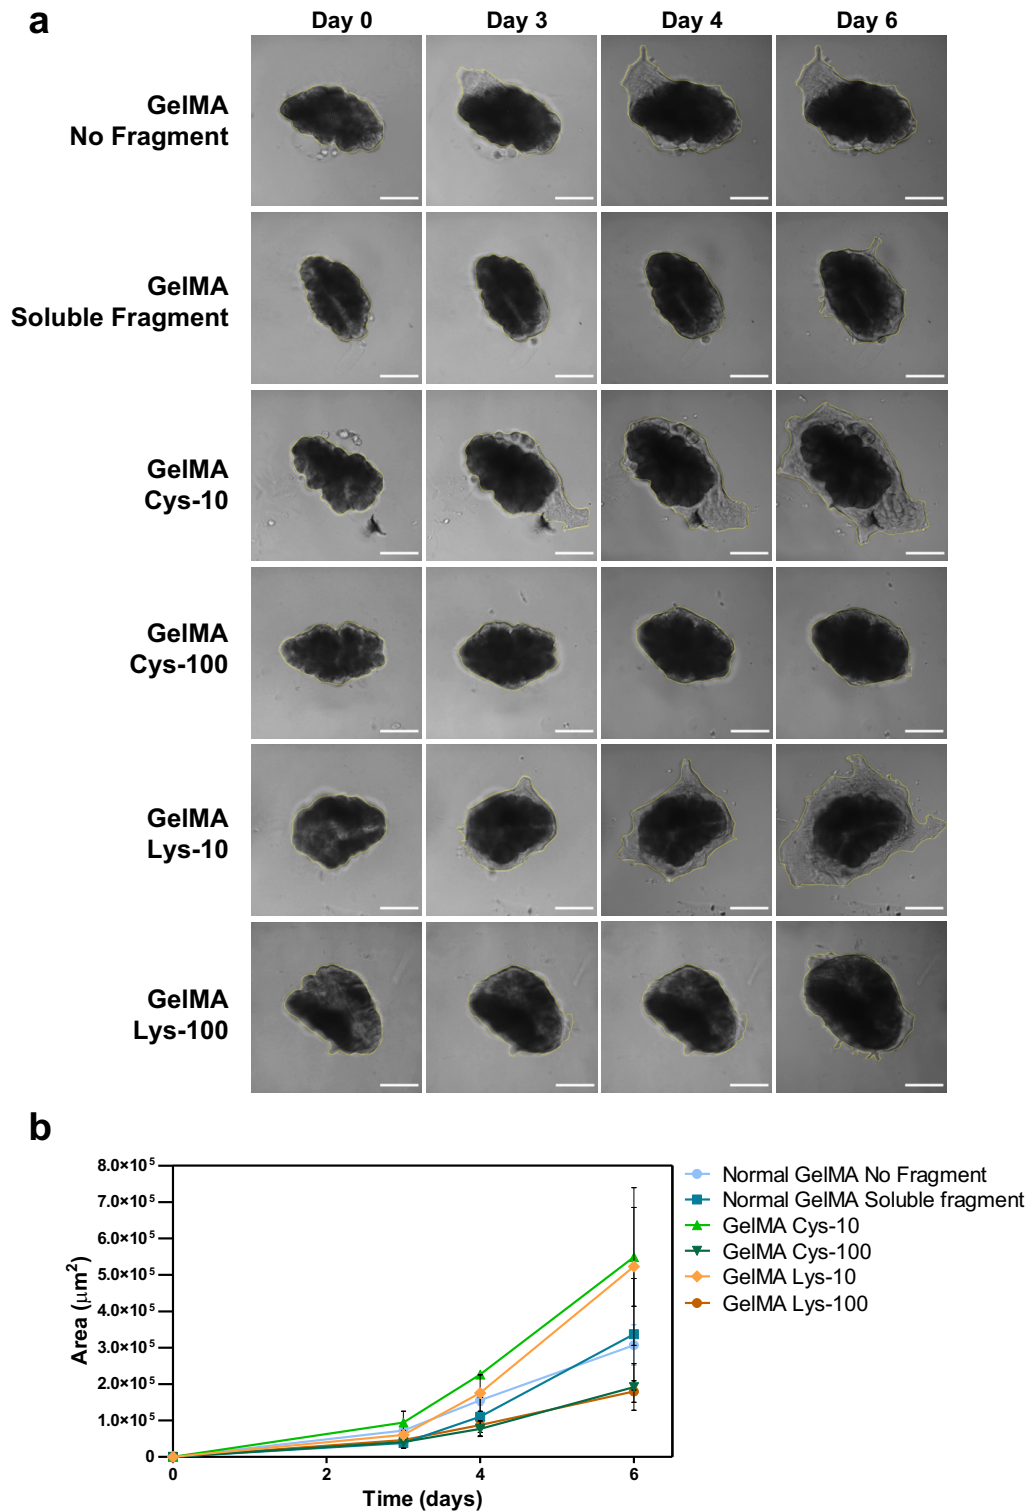 a
Day 0 Day 3 Day 4 Day 6
GelMA
No Fragment
GelMA
Soluble Fragment
GelMA
Cys-10
GelMA
Cys-100
GelMA
Lys-10
GelMA
Lys-100
b
8.0×10⁵
7.0×10⁵
6.0×10⁵
5.0×10⁵
4.0×10⁵
3.0×10⁵
2.0×10⁵
1.0×10⁵
0
Area (μm²)
0 2 4 6
Time (days)
Normal GelMA No Fragment
Normal GelMA Soluble fragment
GelMA Cys-10
GelMA Cys-100
GelMA Lys-10
GelMA Lys-100